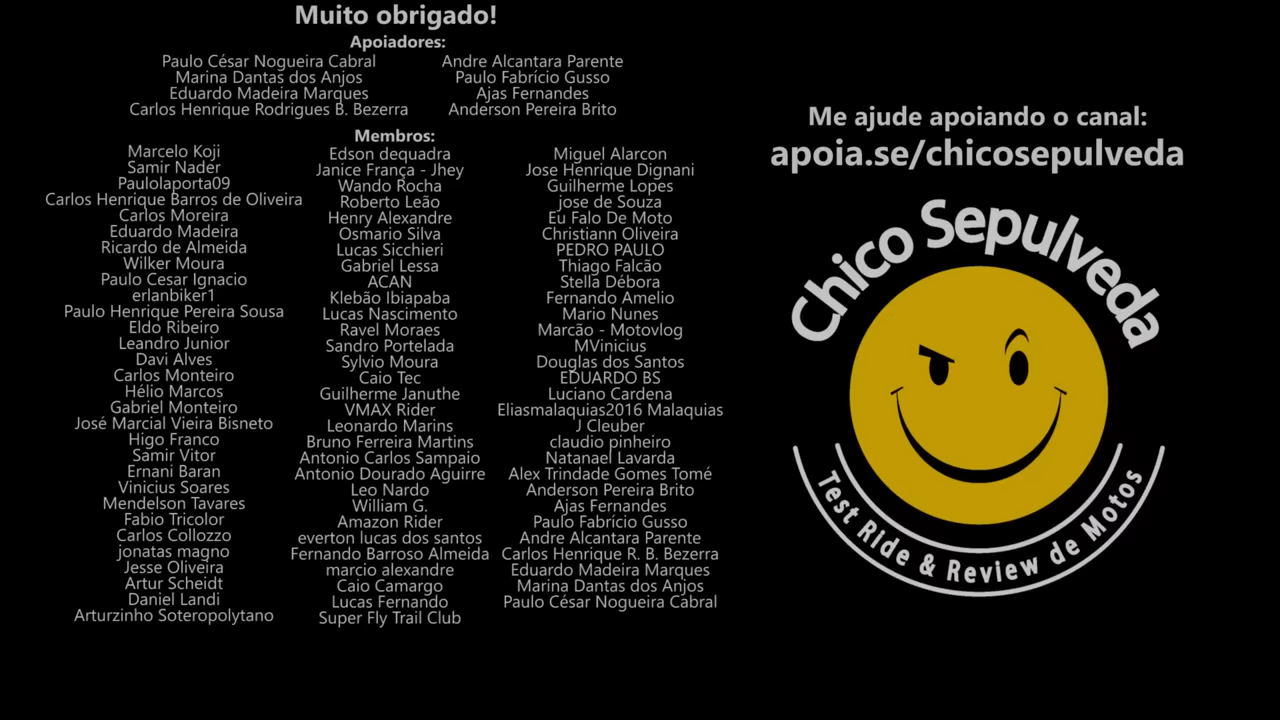 Muito obrigado!
Apoiadores:
Paulo César Nogueira Cabral
Marina Dantas dos Anjos
Eduardo Madeira Marques
Carlos Henrique Rodrigues B. Bezerra
Andre Alcantara Parente
Paulo Fabrício Gusso
Ajas Fernandes
Anderson Pereira Brito
Membros:
Marcelo Koji
Samir Nader
Paulolaporta09
Carlos Henrique Barros de Oliveira
Carlos Moreira
Eduardo Madeira
Ricardo de Almeida
Wilker Moura
Paulo Cesar Ignacio
erlanbiker1
Paulo Henrique Pereira Sousa
Eldo Ribeiro
Leandro Junior
Davi Alves
Carlos Monteiro
Hélio Marcos
Gabriel Monteiro
José Marcial Vieira Bisneto
Higo Franco
Samir Vitor
Ernani Baran
Vinicius Soares
Mendelson Tavares
Fabio Tricolor
Carlos Collozzo
jonatas magno
Jesse Oliveira
Artur Scheidt
Daniel Landi
Arturzinho Soteropolytano
Edson dequadra
Janice França - Jhey
Wando Rocha
Roberto Leão
Henry Alexandre
Osmario Silva
Lucas Sicchieri
Gabriel Lessa
ACAN
Klebão Ibiapaba
Lucas Nascimento
Ravel Moraes
Sandro Portelada
Sylvio Moura
Caio Tec
Guilherme Januthe
VMAX Rider
Leonardo Marins
Bruno Ferreira Martins
Antonio Carlos Sampaio
Antonio Dourado Aguirre
Leo Nardo
William G.
Amazon Rider
everton lucas dos santos
Fernando Barroso Almeida
marcio alexandre
Caio Camargo
Lucas Fernando
Super Fly Trail Club
Miguel Alarcon
Jose Henrique Dignani
Guilherme Lopes
jose de Souza
Eu Falo De Moto
Christiann Oliveira
PEDRO PAULO
Thiago Falcão
Stella Débora
Fernando Amelio
Mario Nunes
Marcão - Motovlog
MVinicius
Douglas dos Santos
EDUARDO BS
Luciano Cardena
Eliasmalaquias2016 Malaquias
J Cleuber
claudio pinheiro
Natanael Lavarda
Alex Trindade Gomes Tomé
Anderson Pereira Brito
Ajas Fernandes
Paulo Fabrício Gusso
Andre Alcantara Parente
Carlos Henrique R. B. Bezerra
Eduardo Madeira Marques
Marina Dantas dos Anjos
Paulo César Nogueira Cabral
Me ajude apoiando o canal:
apoia.se/chicosepulveda
Chico Sepulveda
Test Ride & Review de Motos